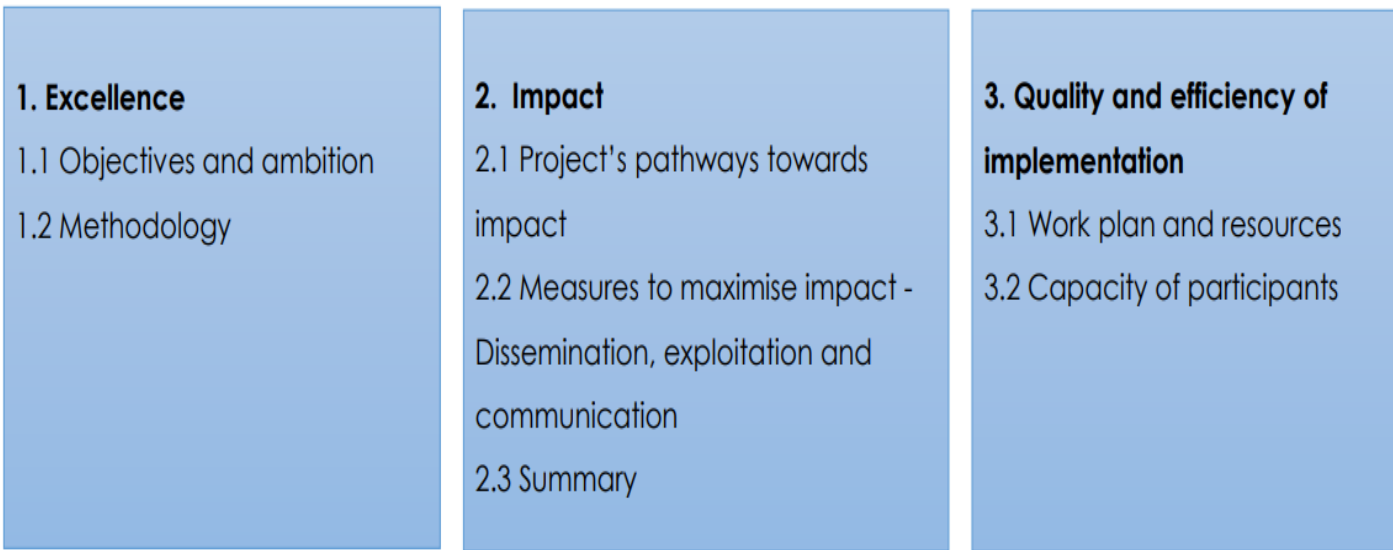 1. Excellence
1.1 Objectives and ambition
1.2 Methodology
2.  Impact
2.1 Project’s pathways towards
impact
2.2 Measures to maximise impact -
Dissemination, exploitation and
communication
2.3 Summary
3. Quality and efficiency of
implementation
3.1 Work plan and resources
3.2 Capacity of participants